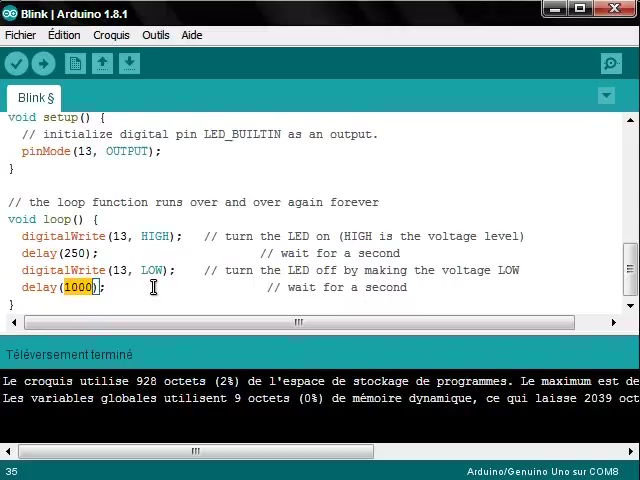 Blink | Arduino 1.8.1
Fichier Édition Croquis Outils Aide
Blink §
void setup() {
// initialize digital pin LED_BUILTIN as an output.
pinMode(13, OUTPUT);
}
// the loop function runs over and over again forever
void loop() {
digitalWrite(13, HIGH); // turn the LED on (HIGH is the voltage level)
delay(250); // wait for a second
digitalWrite(13, LOW); // turn the LED off by making the voltage LOW
delay(1000); // wait for a second
}
Téléversement terminé
Le croquis utilise 928 octets (2%) de l'espace de stockage de programmes. Le maximum est de
Les variables globales utilisent 9 octets (0%) de mémoire dynamique, ce qui laisse 2039 oct
35 Arduino/Genuino Uno sur COM8